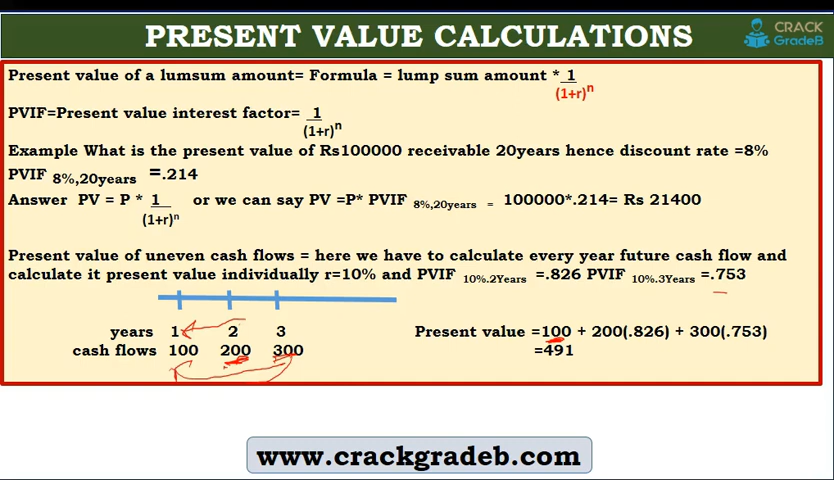 PRESENT VALUE CALCULATIONS
CRACK
GradeB
Present value of a lumsum amount= Formula = lump sum amount * 1
(1+r)n
PVIF=Present value interest factor= 1
(1+r)n
Example What is the present value of Rs100000 receivable 20years hence discount rate =8%
PVIF 8%,20years =.214
Answer PV = P * 1 or we can say PV =P* PVIF 8%,20years = 100000*.214= Rs 21400
(1+r)n
Present value of uneven cash flows = here we have to calculate every year future cash flow and
calculate it present value individually r=10% and PVIF 10%.2Years =.826 PVIF 10%.3Years =.753
years 1 2 3 Present value =100 + 200(.826) + 300(.753)
cash flows 100 200 300 =491
www.crackgradeb.com